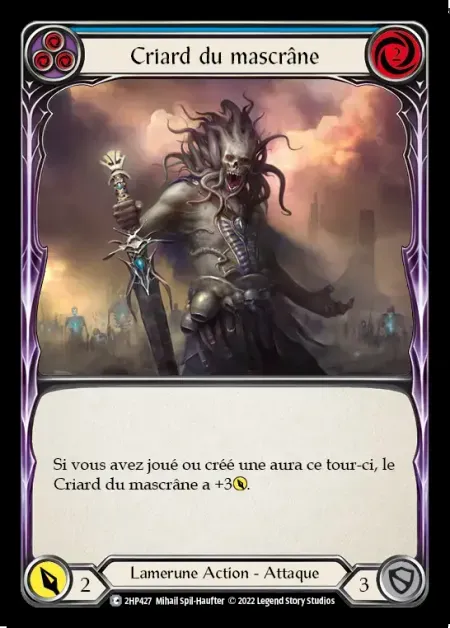 Criard du mascrâne
2
Si vous avez joué ou créé une aura ce tour-ci, le
Criard du mascrâne a +3.
2
Lamerune Action - Attaque
3
C 2HP427 Mihail Spil-Haufter © 2022 Legend Story Studios